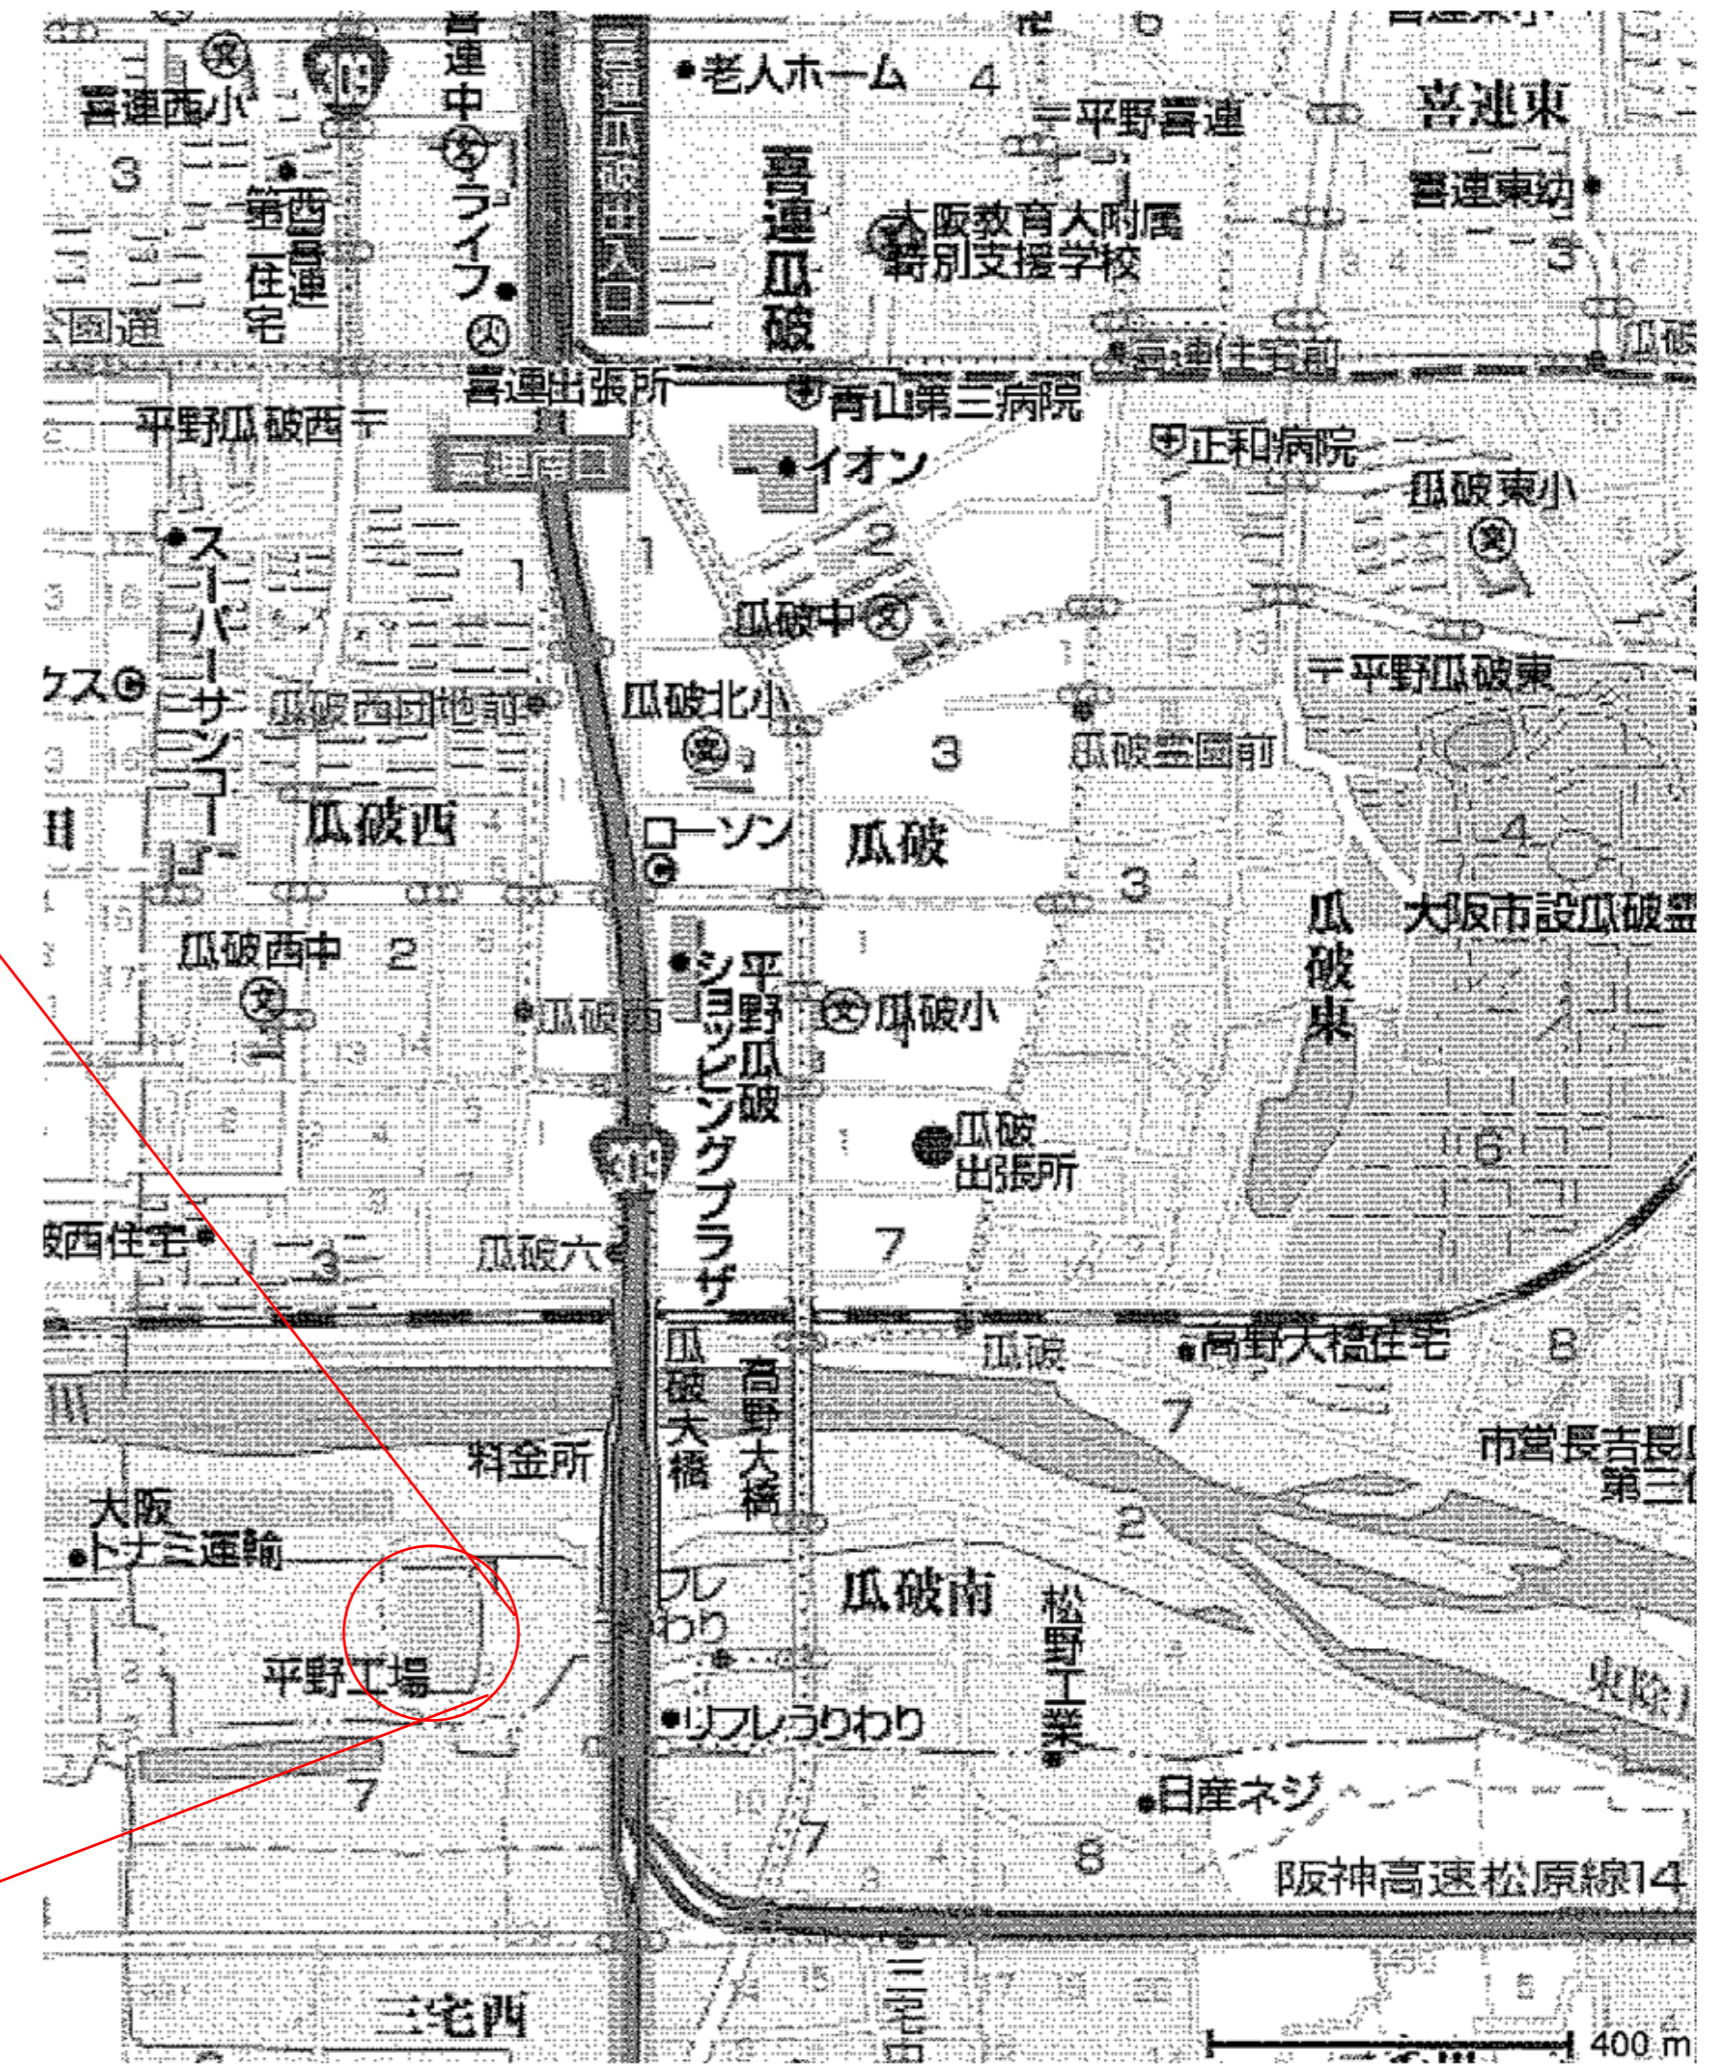 喜連西小
3
喜連中
ライフ
老人ホーム
4
〒平野喜連
喜連東
喜連東幼
3
喜連瓜破
大阪教育大附属
特別支援学校
西喜連
第一住宅
公園通
喜連出張所
青山第三病院
喜連住宅前
瓜破
平野瓜破西〒
イオン
正和病院
瓜破東小
スーパーサンコー
1
1
2
1
瓜破中
〒平野瓜破東
ケス
瓜破西団地前
瓜破北小
3
瓜破霊園前
瓜破西
ローソン
瓜破
3
4
瓜破東
大阪市設瓜破霊
瓜破西中
2
平野瓜破
ショッピングプラザ
瓜破小
瓜破
出張所
6
破西住宅
3
瓜破六
7
瓜破
高野大橋住宅
8
川
瓜破大橋
高野大橋
7
料金所
市営長吉長
第三
大阪
トナミ運輸
2
瓜破南
松野工業
平野工場
リフレうりわり
東除
7
日産ネジ
7
8
阪神高速松原線14
三宅西
400 m